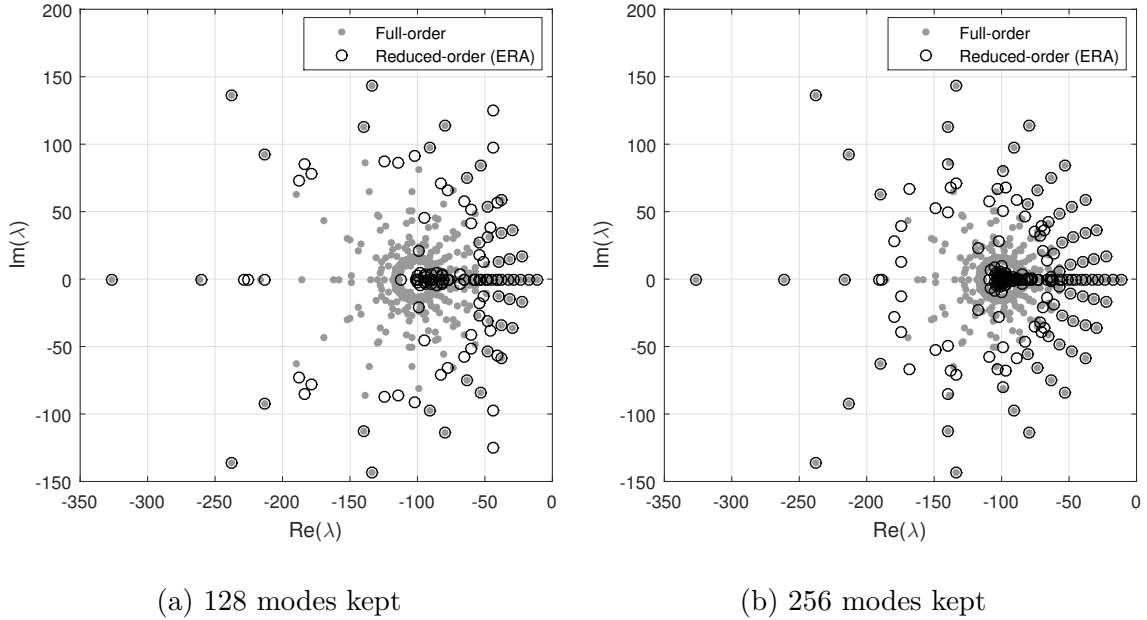 Full-order
Reduced-order (ERA)
200
150
100
50
0
-50
-100
-150
Im(λ)
-350 -300 -250 -200 -150 -100 -50 0
Re(λ)
(a) 128 modes kept
Full-order
Reduced-order (ERA)
200
150
100
50
0
-50
-100
-150
Im(λ)
-350 -300 -250 -200 -150 -100 -50 0
Re(λ)
(b) 256 modes kept